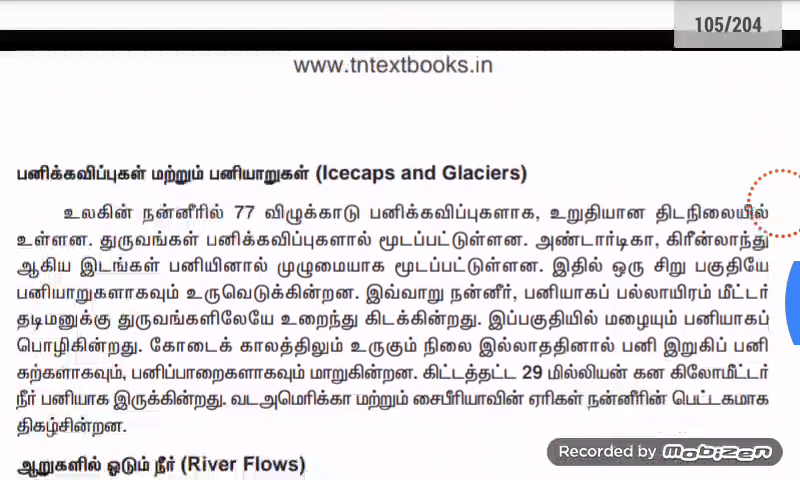 105/204
www.tntextbooks.in
பனிக்கவிப்புகள் மற்றும் பனியாறுகள் (Icecaps and Glaciers)
உலகின் நன்னீரில் 77 விழுக்காடு பனிக்கவிப்புகளாக, உறுதியான திடநிலையில்
உள்ளன. துருவங்கள் பனிக்கவிப்புகளால் மூடப்பட்டுள்ளன. அண்டார்டிகா, கிரீன்லாந்து
ஆகிய இடங்கள் பனியினால் முழுமையாக மூடப்பட்டுள்ளன. இதில் ஒரு சிறு பகுதியே
பனியாறுகளாகவும் உருவெடுக்கின்றன. இவ்வாறு நன்னீர், பனியாகப் பல்லாயிரம் மீட்டர்
தடிமனுக்கு துருவங்களிலேயே உறைந்து கிடக்கின்றது. இப்பகுதியில் மழையும் பனியாகப்
பொழிகின்றது. கோடைக் காலத்திலும் உருகும் நிலை இல்லாததினால் பனி இறுகிப் பனி
கற்களாகவும், பனிப்பாறைகளாகவும் மாறுகின்றன. கிட்டத்தட்ட 29 மில்லியன் கன கிலோமீட்டர்
நீர் பனியாக இருக்கின்றது. வடஅமெரிக்கா மற்றும் சைபீரியாவின் ஏரிகள் நன்னீரின் பெட்டகமாக
திகழ்சின்றன.
Recorded by mobizen
ஆறுகளில் ஓடும் நீர் (River Flows)